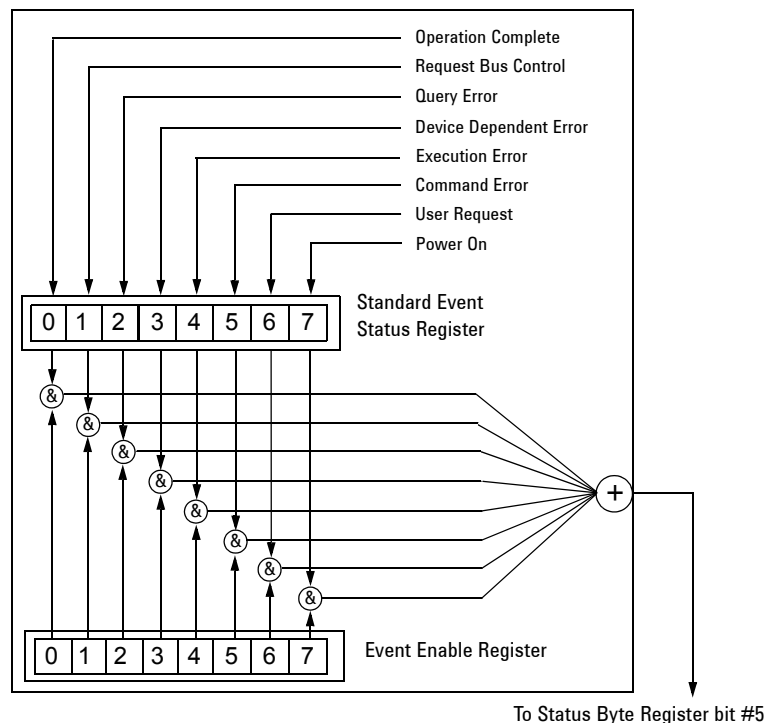 Operation Complete
Request Bus Control
Query Error
Device Dependent Error
Execution Error
Command Error
User Request
Power On
Standard Event
Status Register
0 1 2 3 4 5 6 7
&
&
&
&
&
&
&
&
+
0 1 2 3 4 5 6 7
Event Enable Register
To Status Byte Register bit #5